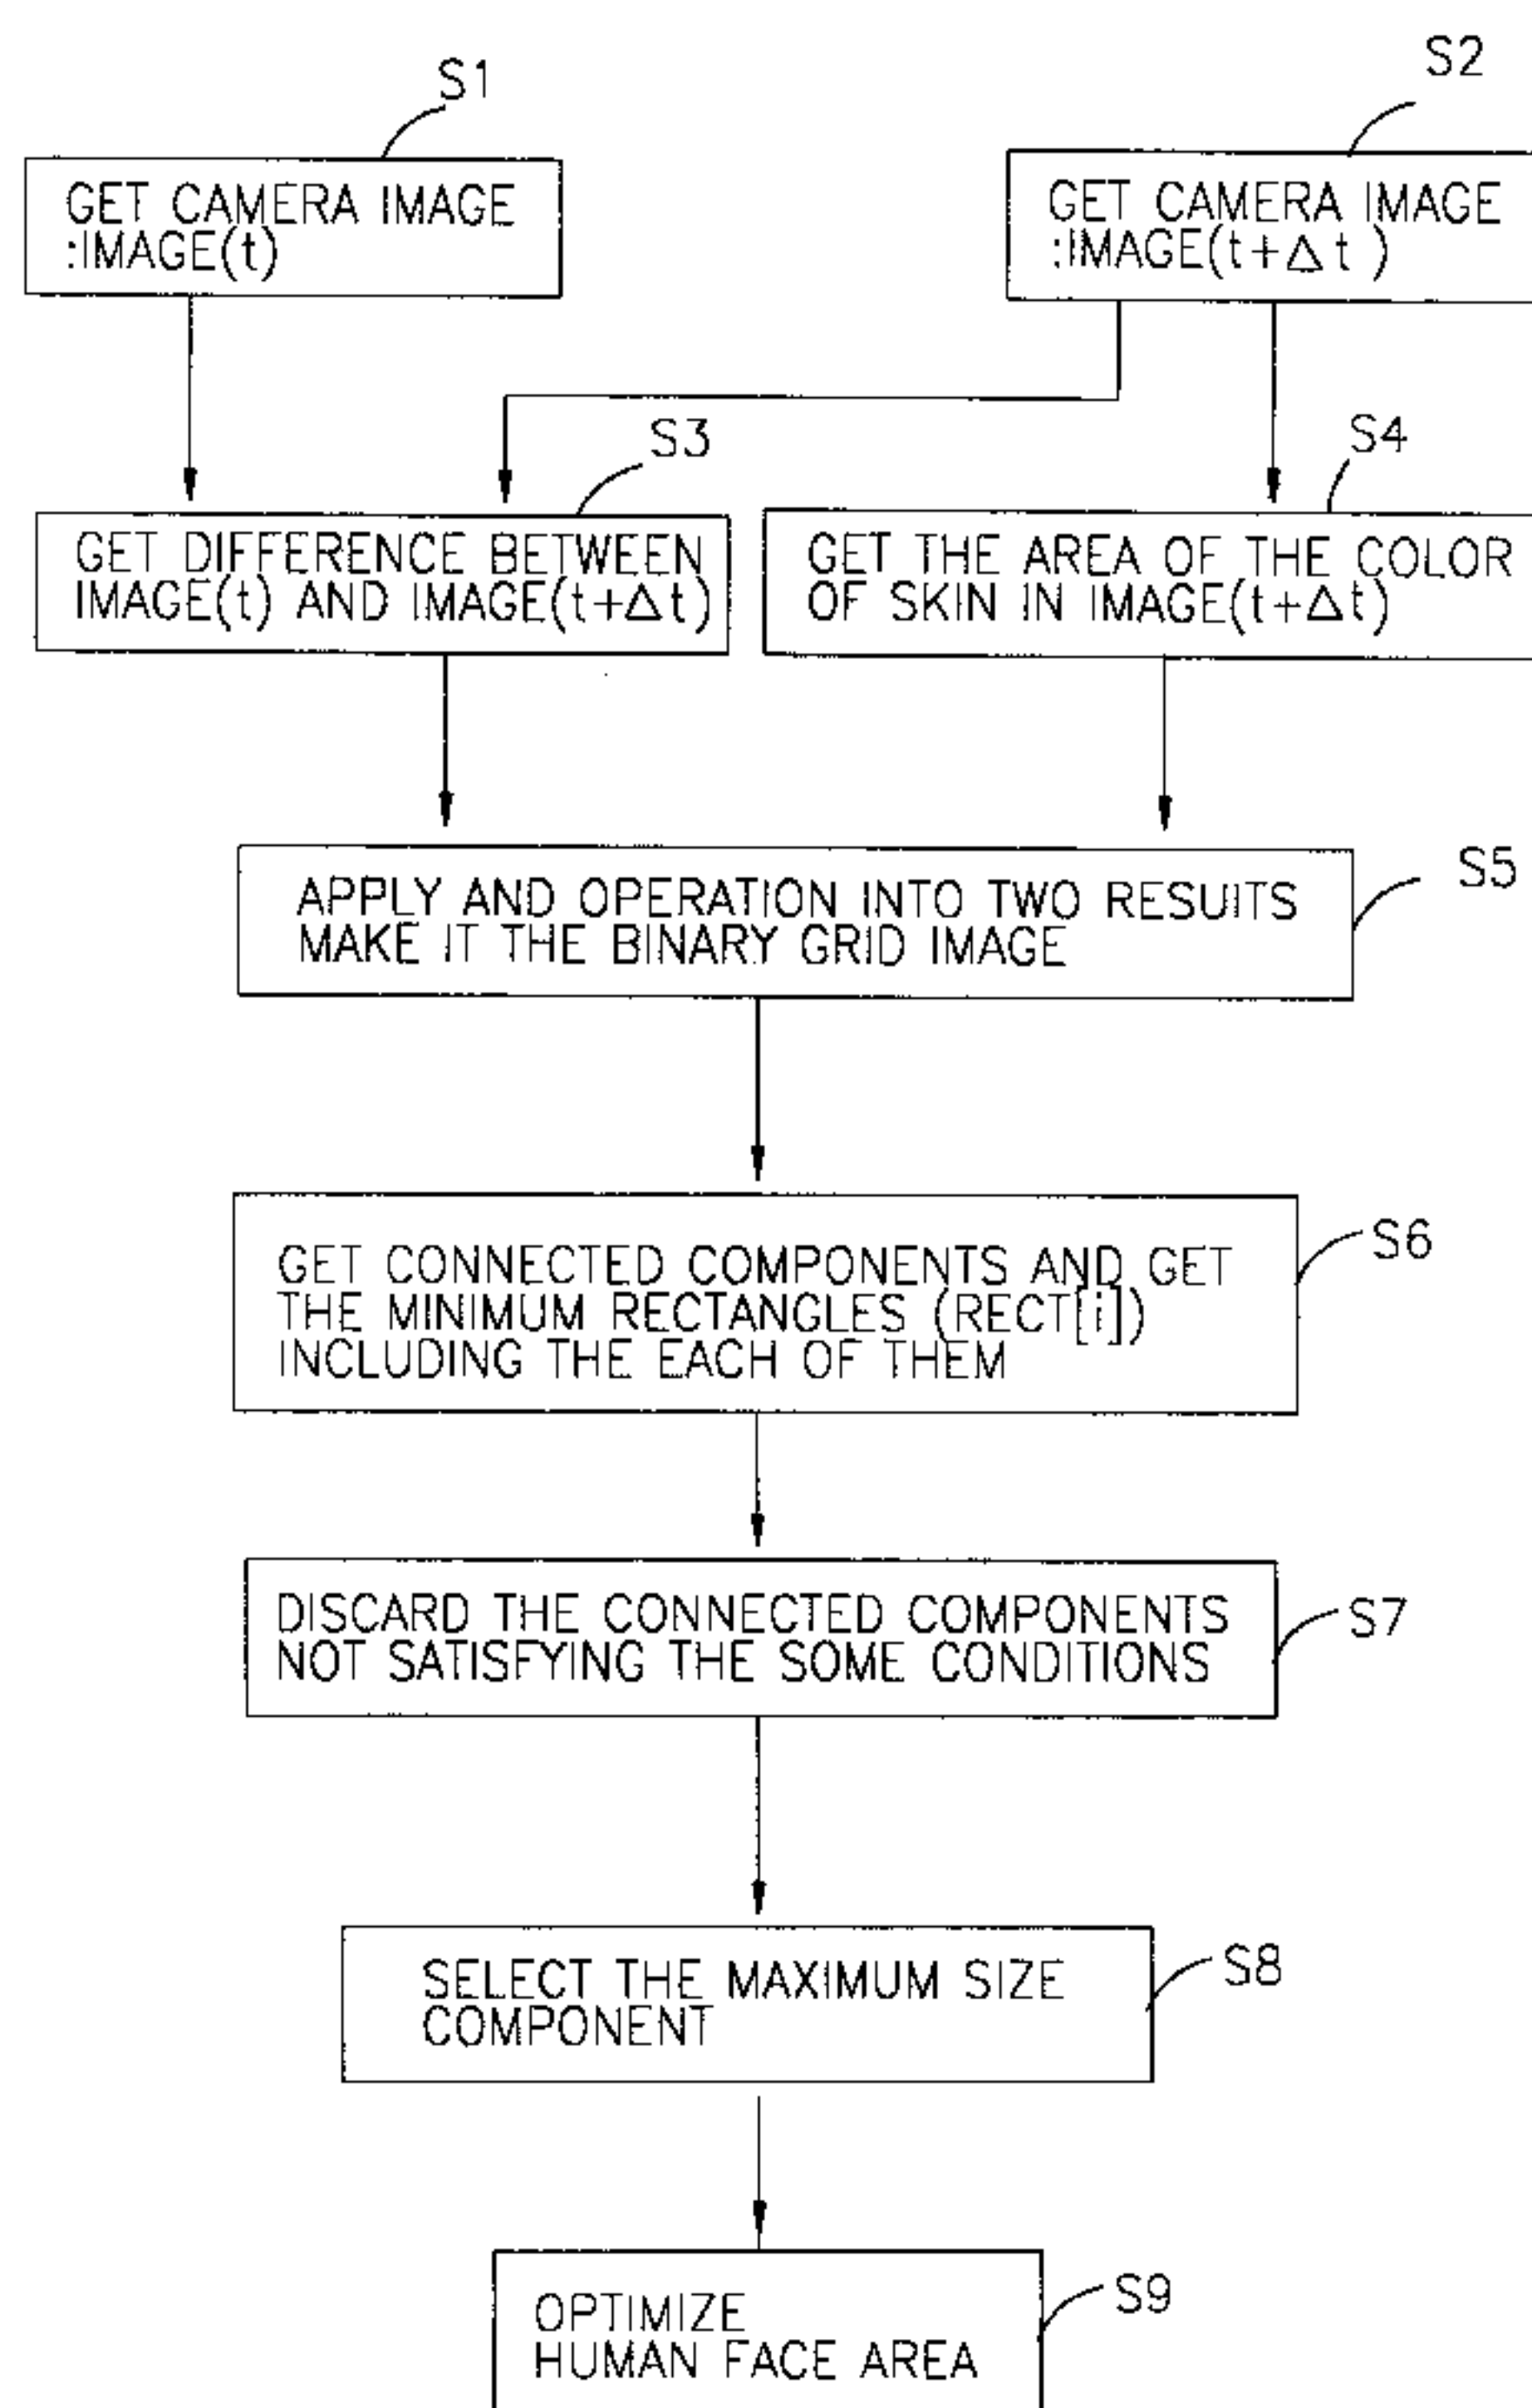 S1
S2
GET CAMERA IMAGE
:IMAGE(t)
GET CAMERA IMAGE
:IMAGE(t+Δt )
S3
S4
GET DIFFERENCE BETWEEN
IMAGE(t) AND IMAGE(t+Δt)
GET THE AREA OF THE COLOR
OF SKIN IN IMAGE(t+Δt)
S5
APPLY AND OPERATION INTO TWO RESUITS
MAKE IT THE BINARY GRID IMAGE
S6
GET CONNECTED COMPONENTS AND GET
THE MINIMUM RECTANGLES (RECT[i])
INCLUDING THE EACH OF THEM
S7
DISCARD THE CONNECTED COMPONENTS
NOT SATISFYING THE SOME CONDITIONS
S8
SELECT THE MAXIMUM SIZE
COMPONENT
S9
OPTIMIZE
HUMAN FACE AREA